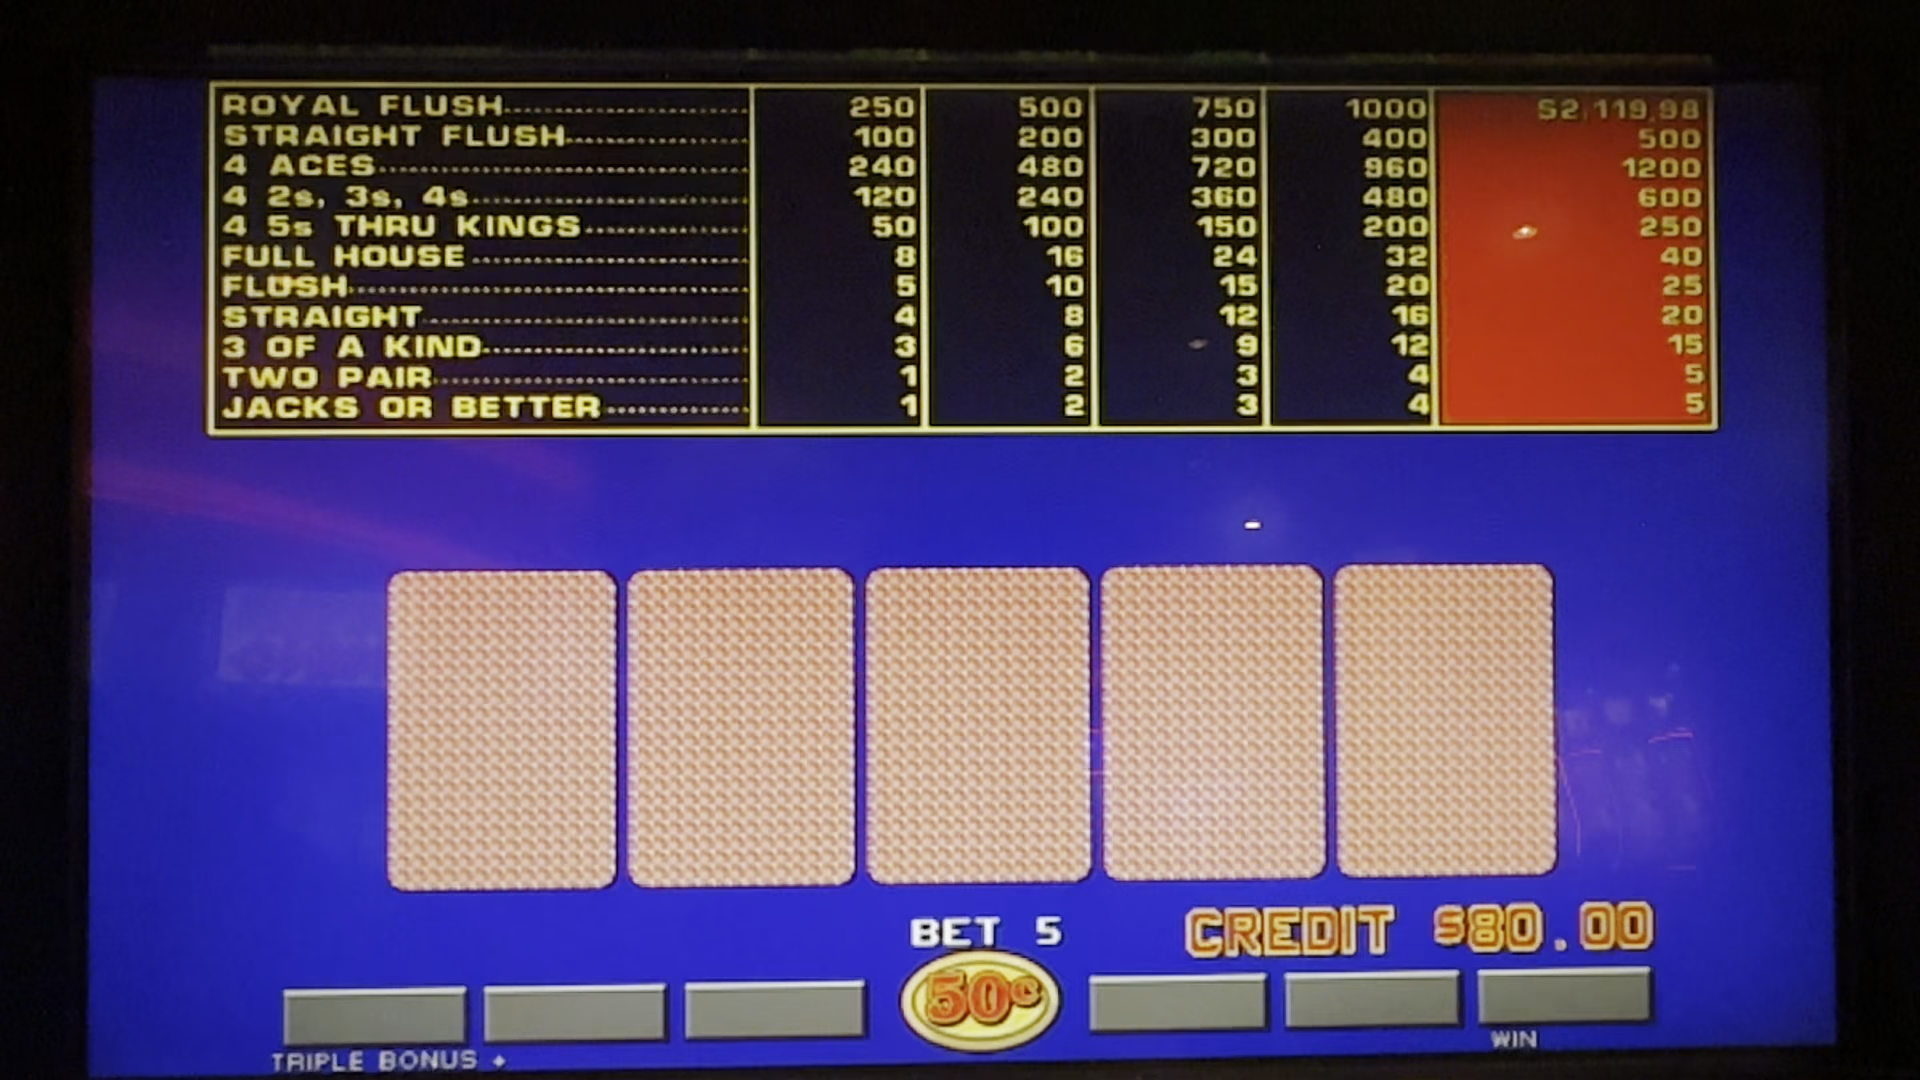 ROYAL FLUSH 250 500 750 1000 $2,119.98
STRAIGHT FLUSH 100 200 300 400 500
4 ACES 240 480 720 960 1200
4 2s, 3s, 4s 120 240 360 480 600
4 5s THRU KINGS 50 100 150 200 250
FULL HOUSE 8 16 24 32 40
FLUSH 5 10 15 20 25
STRAIGHT 4 8 12 16 20
3 OF A KIND 3 6 9 12 15
TWO PAIR 1 2 3 4 5
JACKS OR BETTER 1 2 3 4 5
BET 5 CREDIT $80.00
50¢
WIN
TRIPLE BONUS +